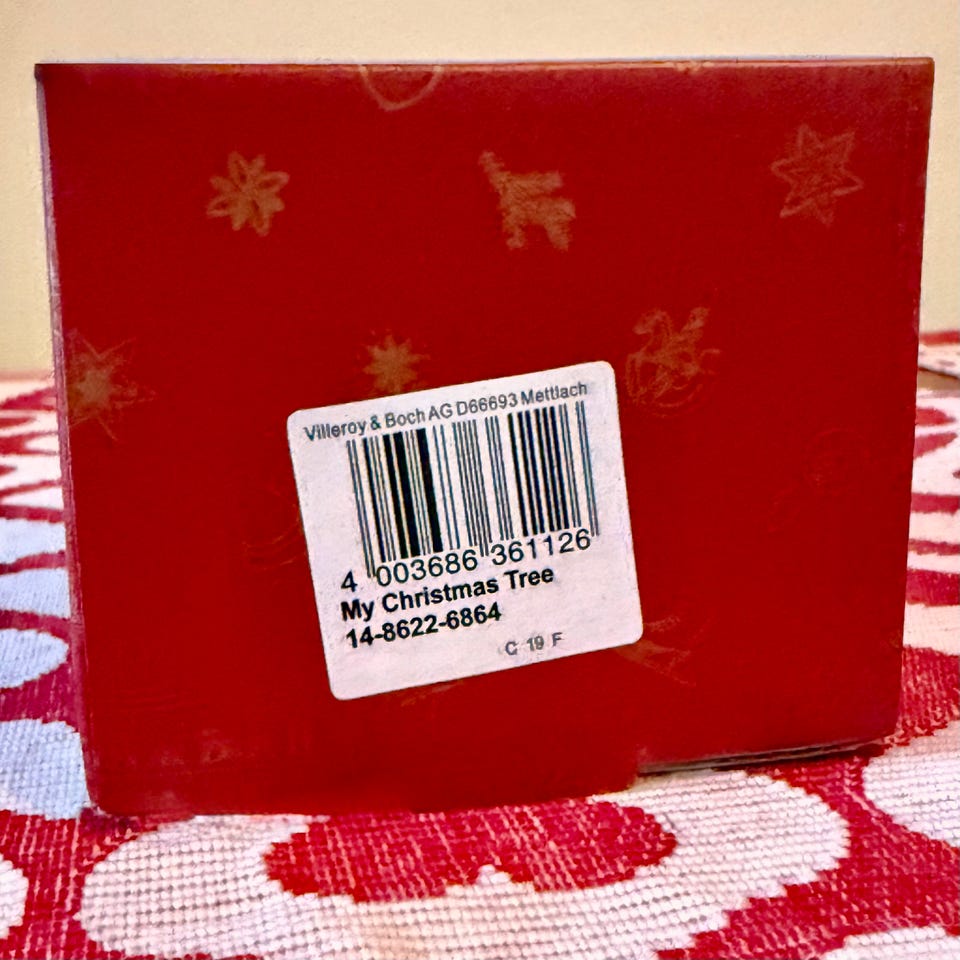 Villeroy & Boch AG D66693 Mettlach
4 003686 361126
My Christmas Tree
14-8622-6864
C 19 F